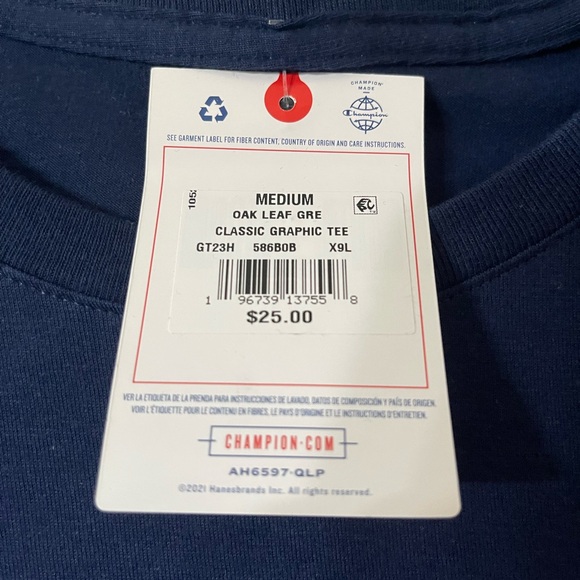 CHAMPION®
MADE
Champion
SEE GARMENT LABEL FOR FIBER CONTENT, COUNTRY OF ORIGIN AND CARE INSTRUCTIONS.
MEDIUM
OAK LEAF GRE
CLASSIC GRAPHIC TEE
GT23H 586B0B X9L
1 96739 13755 8
$25.00
VER LA ETIQUETA DE LA PRENDA PARA INSTRUCCIONES DE LAVADO, DATOS DE COMPOSICIÓN Y PAÍS DE ORIGEN.
VOIR L'ÉTIQUETTE POUR LE CONTENU EN FIBRES, LE PAYS D'ORIGINE ET LE INSTRUCTIONS D'ENTRETIEN.
CHAMPION•COM
AH6597-QLP
©2021 Hanesbrands Inc. All rights reserved.